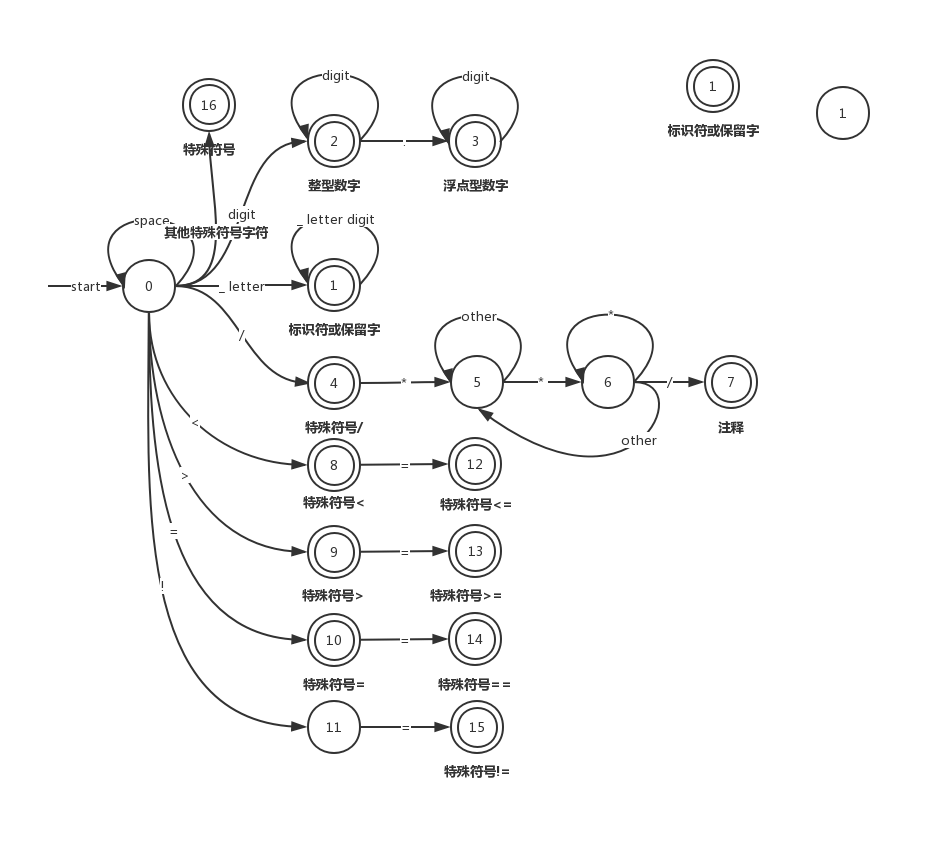 digit
digit
16
1
1
2
.
3
特殊符号
标识符或保留字
整型数字
浮点型数字
space
digit
_ letter digit
其他特殊符号字符
start
0
_ letter
1
标识符或保留字
/
other
*
4
*
5
*
6
/
7
特殊符号/
注释
other
<
8
=
12
特殊符号<
特殊符号<=
>
9
=
13
特殊符号>
特殊符号>=
=
10
=
14
特殊符号=
特殊符号==
!
11
=
15
特殊符号!=